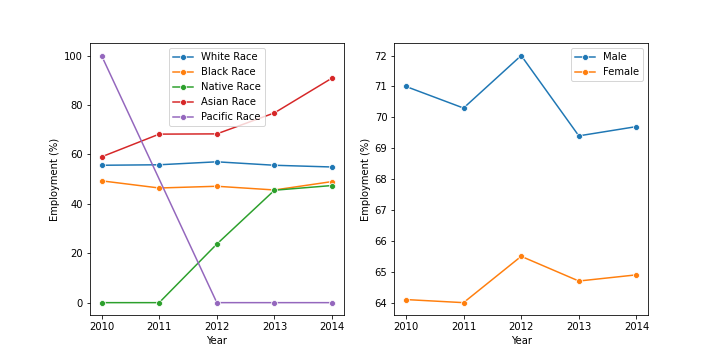 100
80
60
40
20
0
Employment (%)
2010 2011 2012 2013 2014
Year
White Race
Black Race
Native Race
Asian Race
Pacific Race
72
71
70
69
68
67
66
65
64
Employment (%)
2010 2011 2012 2013 2014
Year
Male
Female